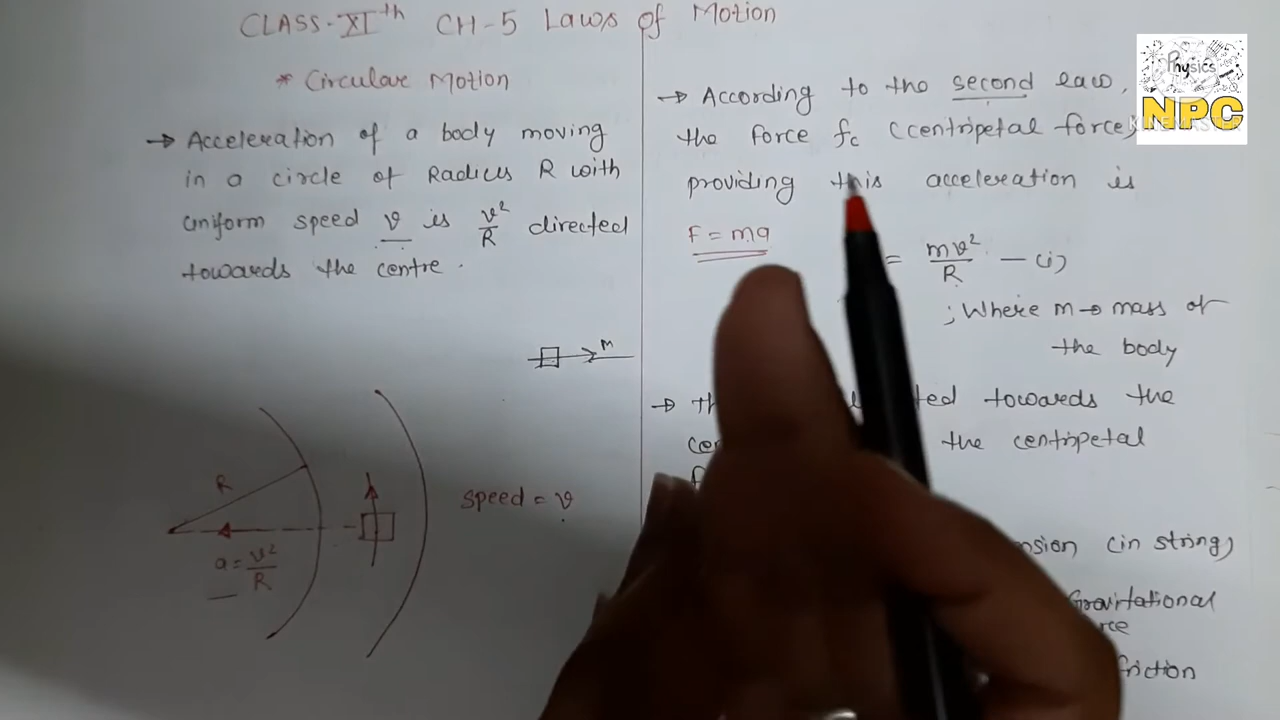 CLASS-XIth CH-5 Laws of Motion
* Circular Motion
→ Acceleration of a body moving
in a circle of Radius R with
uniform speed v is v²/R directed
towards the centre.
M
R
a = v²/R
speed = v
→ According to the second law,
the force fc (centripetal force)
providing this acceleration is
F = ma
= mv²/R - (i)
; Where m → mass of
the body
→ towards the
the centripetal
(in string)
Gravitational
friction
Physics
NPC